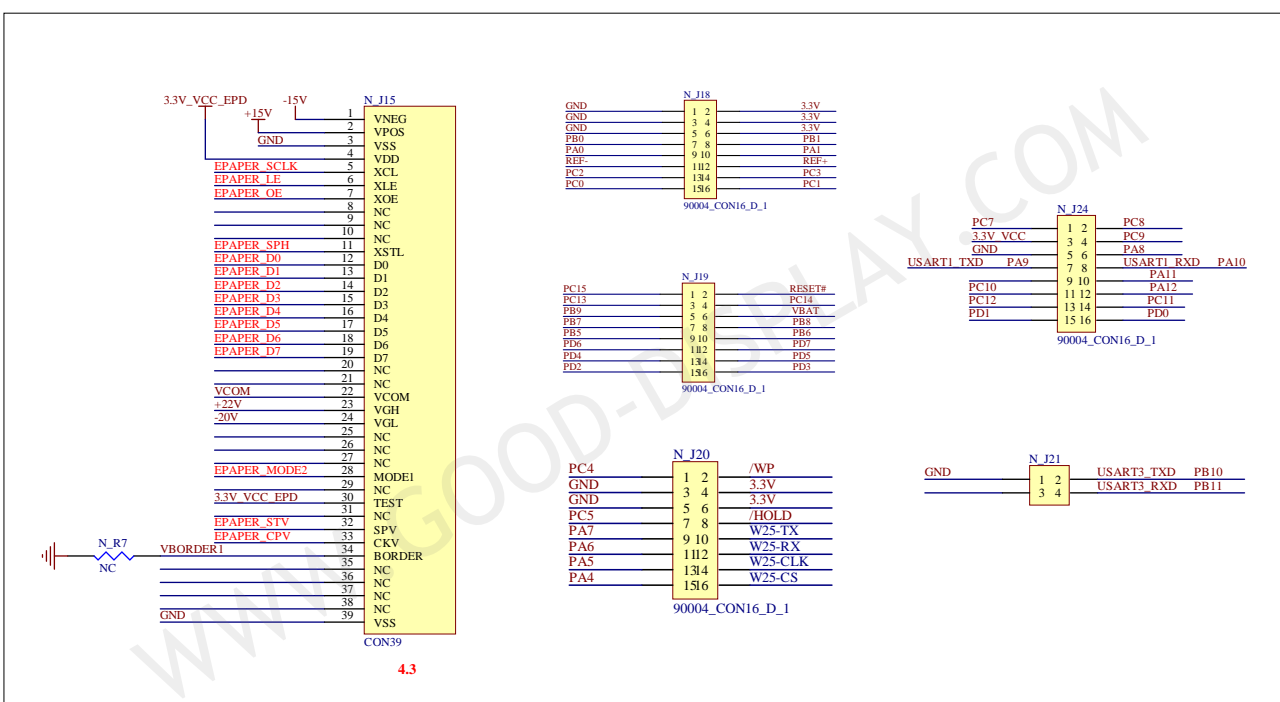 3.3V_VCC_EPD
-15V
+15V
GND
N_J15
1 VNEG
2 VPOS
3 VSS
4 VDD
EPAPER_SCLK 5 XCL
EPAPER_LE 6 XLE
EPAPER_OE 7 XOE
8 NC
9 NC
10 NC
EPAPER_SPH 11 XSTL
EPAPER_D0 12 D0
EPAPER_D1 13 D1
EPAPER_D2 14 D2
EPAPER_D3 15 D3
EPAPER_D4 16 D4
EPAPER_D5 17 D5
EPAPER_D6 18 D6
EPAPER_D7 19 D7
20 NC
21 NC
VCOM 22 VCOM
+22V 23 VGH
-20V 24 VGL
25 NC
26 NC
27 NC
EPAPER_MODE2 28 MODE1
29 NC
3.3V_VCC_EPD 30 TEST
31 NC
EPAPER_STV 32 SPV
EPAPER_CPV 33 CKV
N_R7
NC
VBORDER1 34 BORDER
35 NC
36 NC
37 NC
38 NC
GND 39 VSS
CON39
4.3
N_J18
GND 1 2 3.3V
GND 3 4 3.3V
GND 5 6 3.3V
PB0 7 8 PB1
PA0 9 10 PA1
REF- 11 12 REF+
PC2 13 14 PC3
PC0 15 16 PC1
90004_CON16_D_1
N_J19
PC15 1 2 RESET#
PC13 3 4 PC14
PB9 5 6 VBAT
PB7 7 8 PB8
PB5 9 10 PB6
PD6 11 12 PD7
PD4 13 14 PD5
PD2 15 16 PD3
90004_CON16_D_1
N_J20
PC4 1 2 /WP
GND 3 4 3.3V
GND 5 6 3.3V
PC5 7 8 /HOLD
PA7 9 10 W25-TX
PA6 11 12 W25-RX
PA5 13 14 W25-CLK
PA4 15 16 W25-CS
90004_CON16_D_1
N_J24
PC7 1 2 PC8
3.3V_VCC 3 4 PC9
GND 5 6 PA8
USART1_TXD PA9 7 8 USART1_RXD PA10
9 10 PA11
PC10 11 12 PA12
PC12 13 14 PC11
PD1 15 16 PD0
90004_CON16_D_1
N_J21
GND 1 2 USART3_TXD PB10
3 4 USART3_RXD PB11
WWW.GOOD-DISPLAY.COM